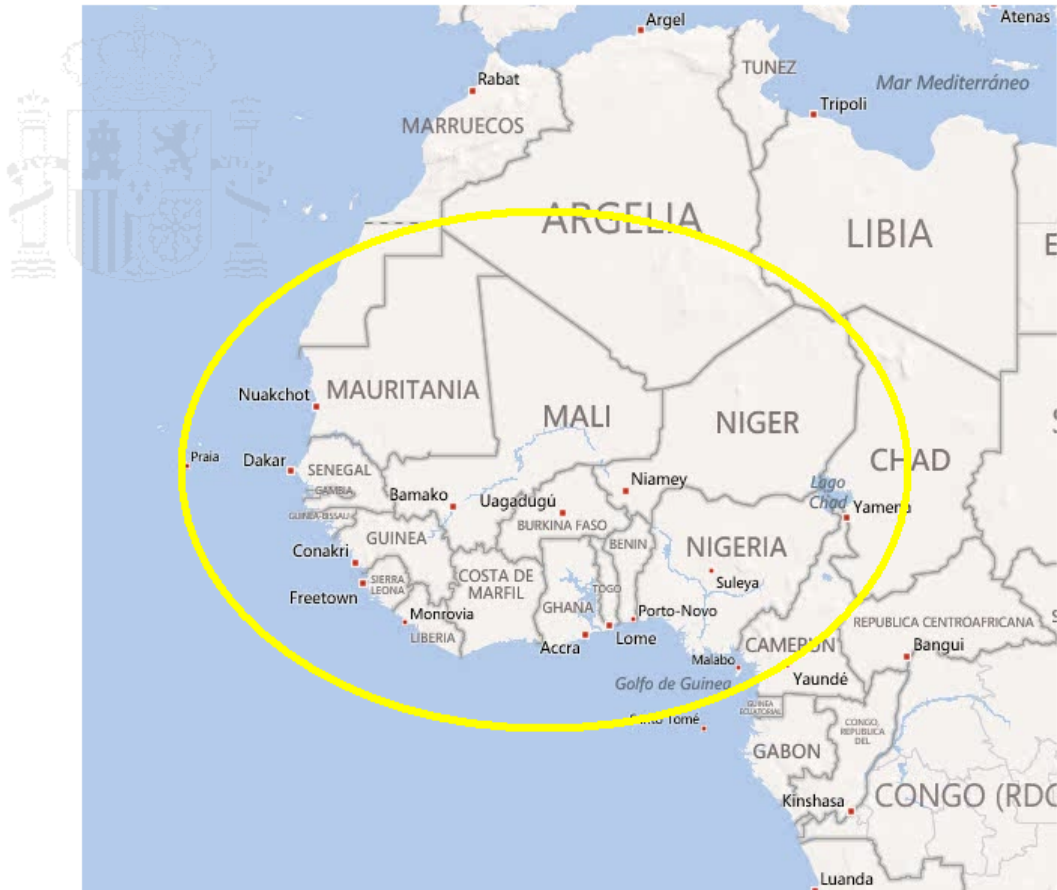 Argel
Atenas
TUNEZ
Rabat
Mar Mediterráneo
Tripoli
MARRUECOS
ARGELIA
LIBIA
E
MAURITANIA
Nuakchot
MALI
NIGER
CHAD
Praia
Dakar
SENEGAL
GAMBIA
Bamako
Uagadugú
Niamey
Lago
Chad
Yamena
GUINEA-BISSAU
GUINEA
BURKINA FASO
BENIN
NIGERIA
Conakri
SIERRA
LEONA
COSTA DE
MARFIL
GHANA
TOGO
Suleya
Freetown
Monrovia
LIBERIA
Porto-Novo
Accra
Lome
REPUBLICA CENTROAFRICANA
CAMERUN
Bangui
Malabo
Yaundé
Golfo de Guinea
GUINEA
ECUATORIAL
Santo Tomé
CONGO,
REPUBLICA
DEL
GABON
Kinshasa
CONGO (RDC
Luanda